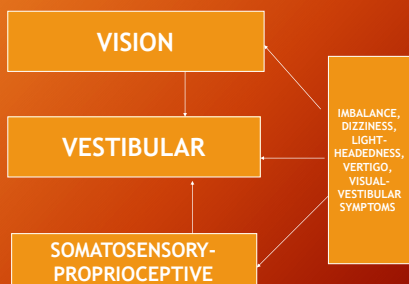 VISION
VESTIBULAR
SOMATOSENSORY-
PROPRIOCEPTIVE
IMBALANCE,
DIZZINESS,
LIGHT-
HEADEDNESS,
VERTIGO,
VISUAL-
VESTIBULAR
SYMPTOMS